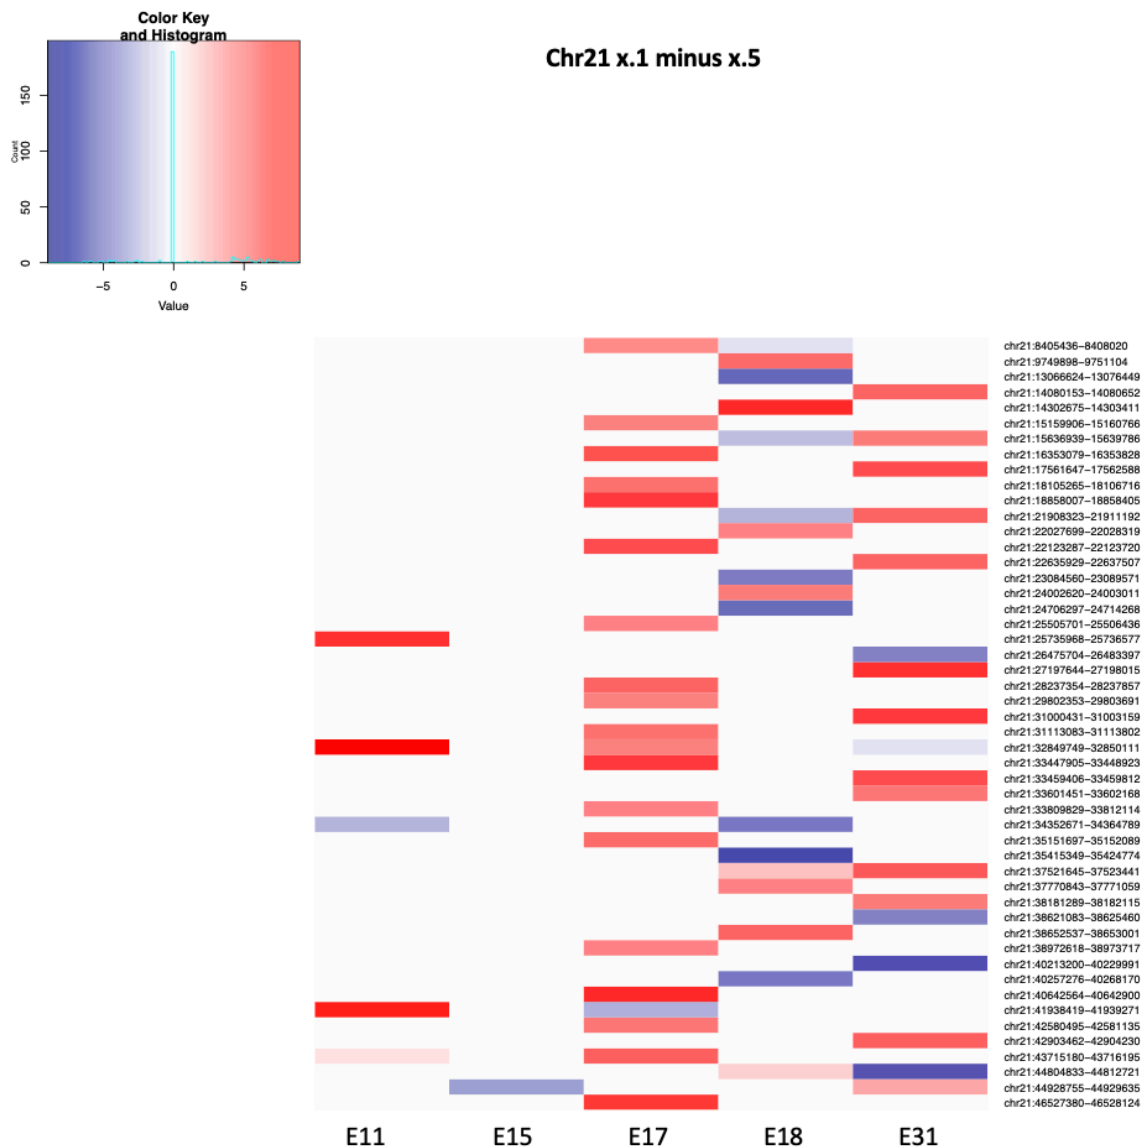 Color Key
and Histogram
Chr21 x.1 minus x.5
Count
0
50
100
150
-5
0
5
Value
chr21:8405436-8408020
chr21:9749898-9751104
chr21:13066624-13076449
chr21:14080153-14080652
chr21:14302675-14303411
chr21:15159906-15160766
chr21:15636939-15639786
chr21:16353079-16353828
chr21:17561647-17562588
chr21:18105265-18106716
chr21:18858007-18858405
chr21:21908323-21911192
chr21:22027699-22028319
chr21:22123287-22123720
chr21:22635929-22637507
chr21:23084560-23089571
chr21:24002620-24003011
chr21:24706297-24714268
chr21:25505701-25506436
chr21:25735968-25736577
chr21:26475704-26483397
chr21:27197644-27198015
chr21:28237354-28237857
chr21:29802353-29803691
chr21:31000431-31003159
chr21:31113083-31113802
chr21:32849749-32850111
chr21:33447905-33448923
chr21:33459406-33459812
chr21:33601451-33602168
chr21:33809829-33812114
chr21:34352671-34364789
chr21:35151697-35152089
chr21:35415349-35424774
chr21:37521645-37523441
chr21:37770843-37771059
chr21:38181289-38182115
chr21:38621083-38625460
chr21:38652537-38653001
chr21:38972618-38973717
chr21:40213200-40229991
chr21:40257276-40268170
chr21:40642564-40642900
chr21:41938419-41939271
chr21:42580495-42581135
chr21:42903462-42904230
chr21:43715180-43716195
chr21:44804833-44812721
chr21:44928755-44929635
chr21:46527380-46528124
E11 E15 E17 E18 E31